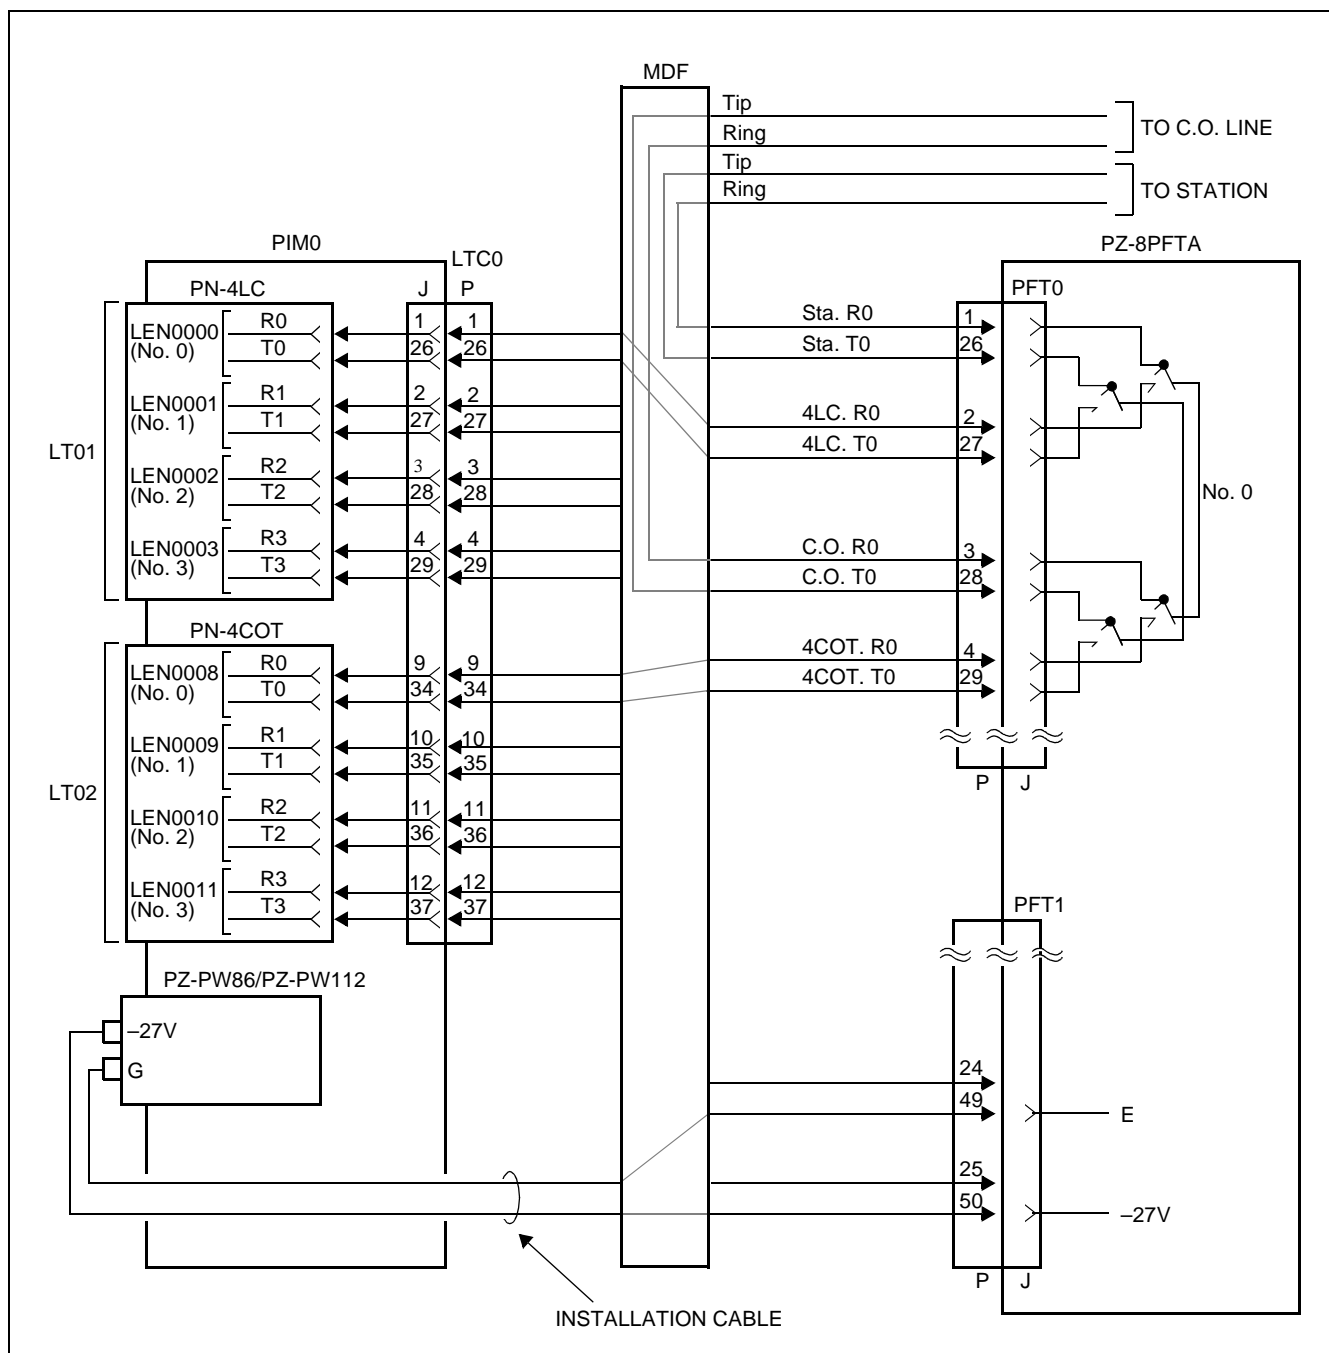 MDF
Tip
Ring
TO C.O. LINE
Tip
Ring
TO STATION
PIM0
LTC0
PZ-8PFTA
PN-4LC
J
P
PFT0
LT01
LEN0000
(No. 0)
R0
1
1
T0
26
26
LEN0001
(No. 1)
R1
2
2
T1
27
27
LEN0002
(No. 2)
R2
3
3
T2
28
28
LEN0003
(No. 3)
R3
4
4
T3
29
29
Sta. R0
1
Sta. T0
26
4LC. R0
2
4LC. T0
27
No. 0
C.O. R0
3
C.O. T0
28
4COT. R0
4
4COT. T0
29
P
J
PN-4COT
LT02
LEN0008
(No. 0)
R0
9
9
T0
34
34
LEN0009
(No. 1)
R1
10
10
T1
35
35
LEN0010
(No. 2)
R2
11
11
T2
36
36
LEN0011
(No. 3)
R3
12
12
T3
37
37
PFT1
PZ-PW86/PZ-PW112
–27V
G
24
49
E
25
50
–27V
P
J
INSTALLATION CABLE